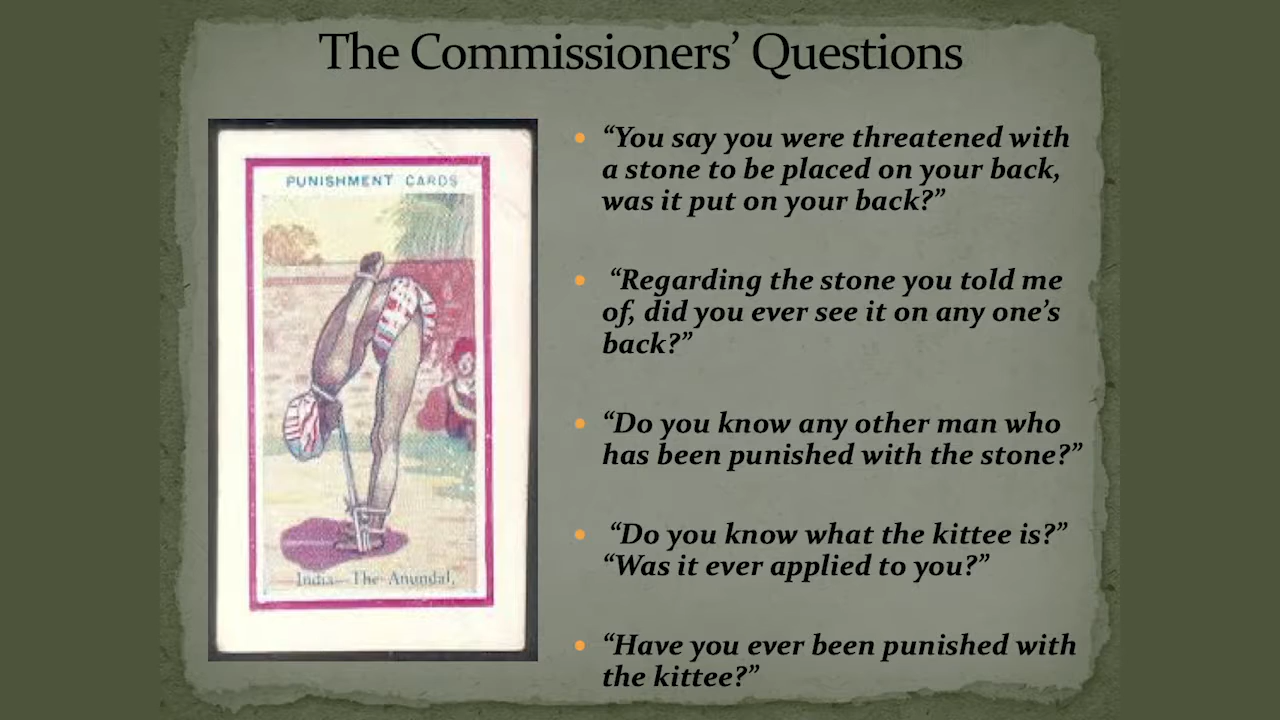 The Commissioners’ Questions
PUNISHMENT CARDS
India—The Anundal,
“You say you were threatened with
a stone to be placed on your back,
was it put on your back?”
“Regarding the stone you told me
of, did you ever see it on any one’s
back?”
“Do you know any other man who
has been punished with the stone?”
“Do you know what the kittee is?”
“Was it ever applied to you?”
“Have you ever been punished with
the kittee?”